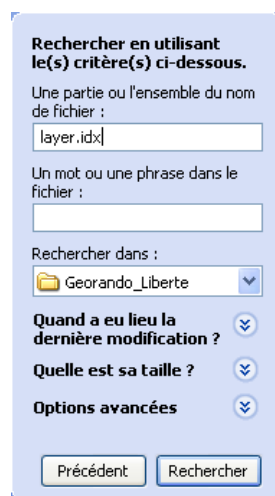 Rechercher en utilisant
le(s) critère(s) ci-dessous.
Une partie ou l'ensemble du nom
de fichier :
layer.idx
Un mot ou une phrase dans le
fichier :
Rechercher dans :
Georando_Liberte
Quand a eu lieu la
dernière modification ?
Quelle est sa taille ?
Options avancées
Précédent
Rechercher